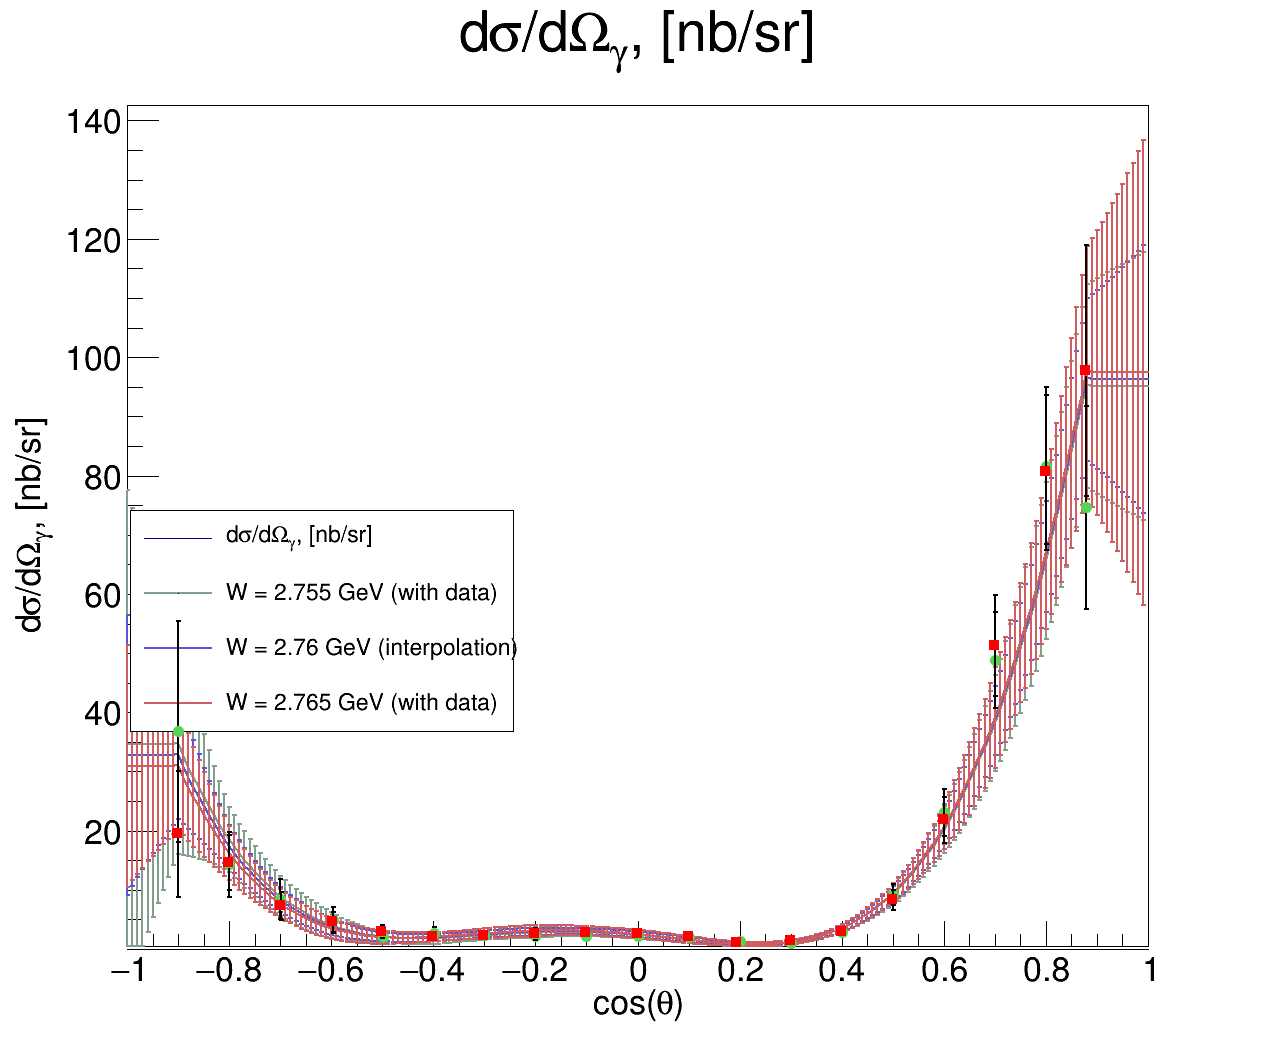 dσ/dΩγ, [nb/sr]
dσ/dΩγ, [nb/sr]
140
120
100
80
60
40
20
dσ/dΩγ, [nb/sr]
W = 2.755 GeV (with data)
W = 2.76 GeV (interpolation)
W = 2.765 GeV (with data)
−1 −0.8 −0.6 −0.4 −0.2 0 0.2 0.4 0.6 0.8 1
cos(θ)